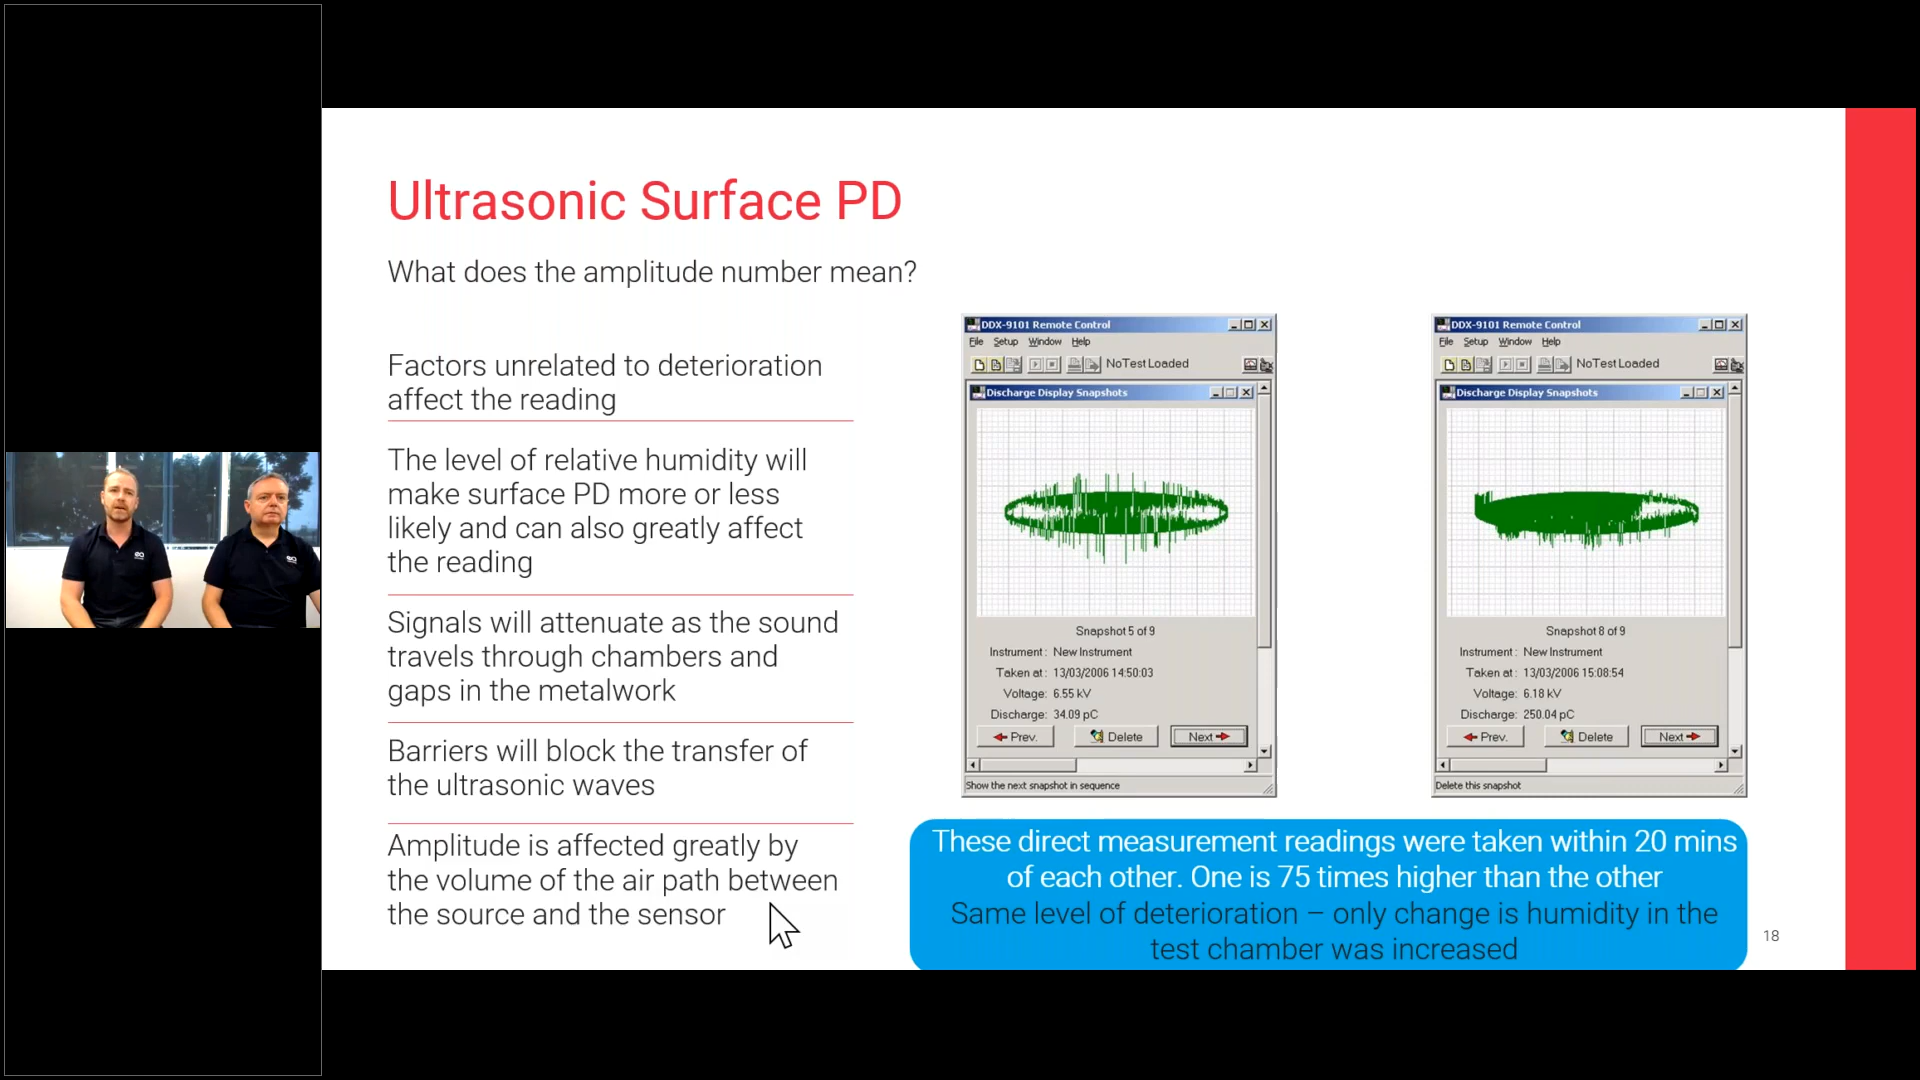 Ultrasonic Surface PD
What does the amplitude number mean?
Factors unrelated to deterioration
affect the reading
The level of relative humidity will
make surface PD more or less
likely and can also greatly affect
the reading
Signals will attenuate as the sound
travels through chambers and
gaps in the metalwork
Barriers will block the transfer of
the ultrasonic waves
Amplitude is affected greatly by
the volume of the air path between
the source and the sensor
DDX-9101 Remote Control
File Setup Window Help
NoTest Loaded
Discharge Display Snapshots
Snapshot 5 of 9
Instrument: New Instrument
Taken at: 13/03/2006 14:50:03
Voltage: 6.55 kV
Discharge: 34.09 pC
Prev. Delete Next
Show the next snapshot in sequence
DDX-9101 Remote Control
File Setup Window Help
NoTest Loaded
Discharge Display Snapshots
Snapshot 8 of 9
Instrument: New Instrument
Taken at: 13/03/2006 15:08:54
Voltage: 6.18 kV
Discharge: 250.04 pC
Prev. Delete Next
Delete this snapshot
These direct measurement readings were taken within 20 mins
of each other. One is 75 times higher than the other
Same level of deterioration – only change is humidity in the
test chamber was increased
18